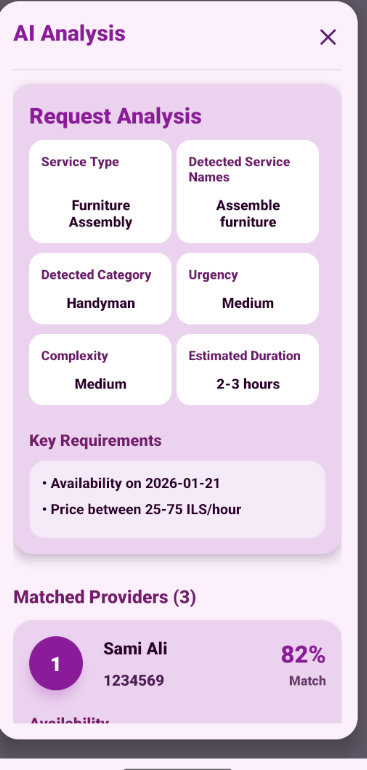 AI Analysis
Request Analysis
Service Type
Furniture
Assembly
Detected Service
Names
Assemble
furniture
Detected Category
Handyman
Urgency
Medium
Complexity
Medium
Estimated Duration
2-3 hours
Key Requirements
• Availability on 2026-01-21
• Price between 25-75 ILS/hour
Matched Providers (3)
1
Sami Ali
1234569
82%
Match
Availability